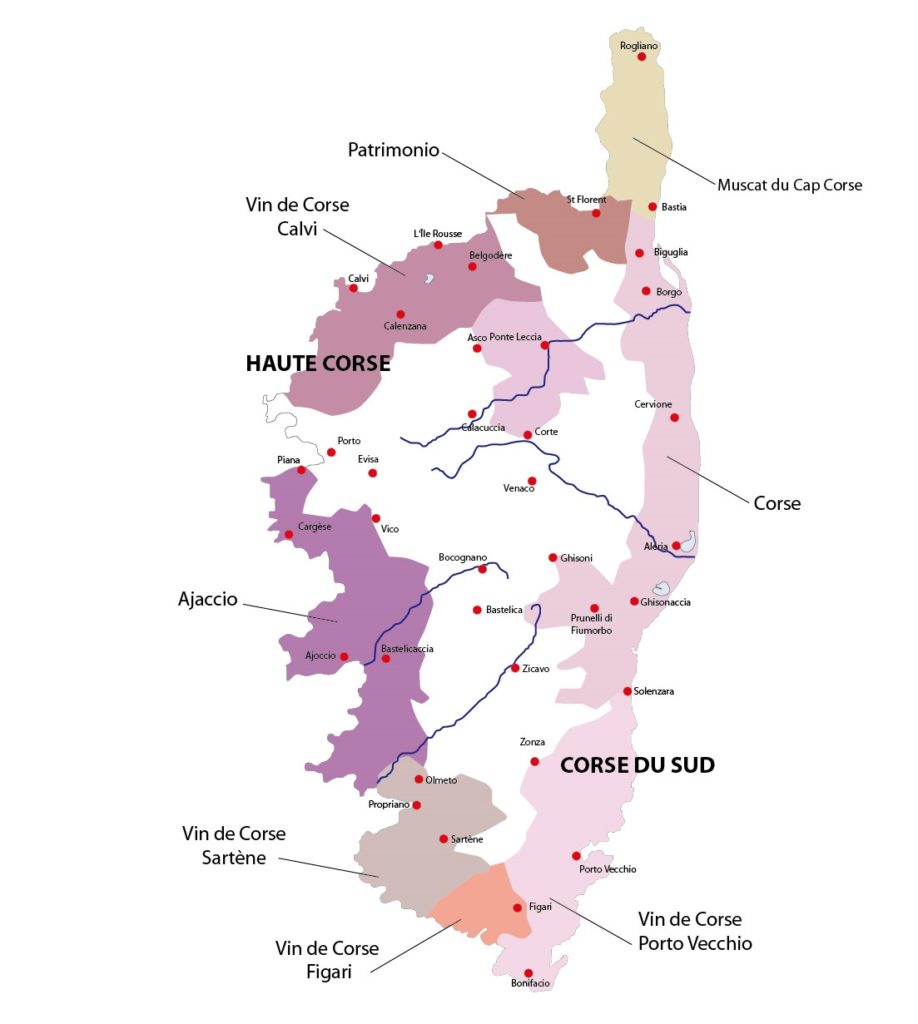 Rogliano
Patrimonio
Muscat du Cap Corse
Vin de Corse
Calvi
St Florent
Bastia
L'Île Rousse
Belgodère
Biguglia
Calvi
Borgo
Calenzana
Asco
Ponte Leccia
HAUTE CORSE
Cervione
Calacuccia
Corte
Porto
Piana
Evisa
Venaco
Corse
Cargèse
Vico
Aleria
Bocognano
Ghisoni
Ajaccio
Bastelica
Ghisonaccia
Prunelli di
Fiumorbo
Ajoccio
Bastelicaccia
Zicavo
Solenzara
Zonza
CORSE DU SUD
Olmeto
Propriano
Vin de Corse
Sartène
Sartène
Porto Vecchio
Figari
Vin de Corse
Porto Vecchio
Vin de Corse
Figari
Bonifacio